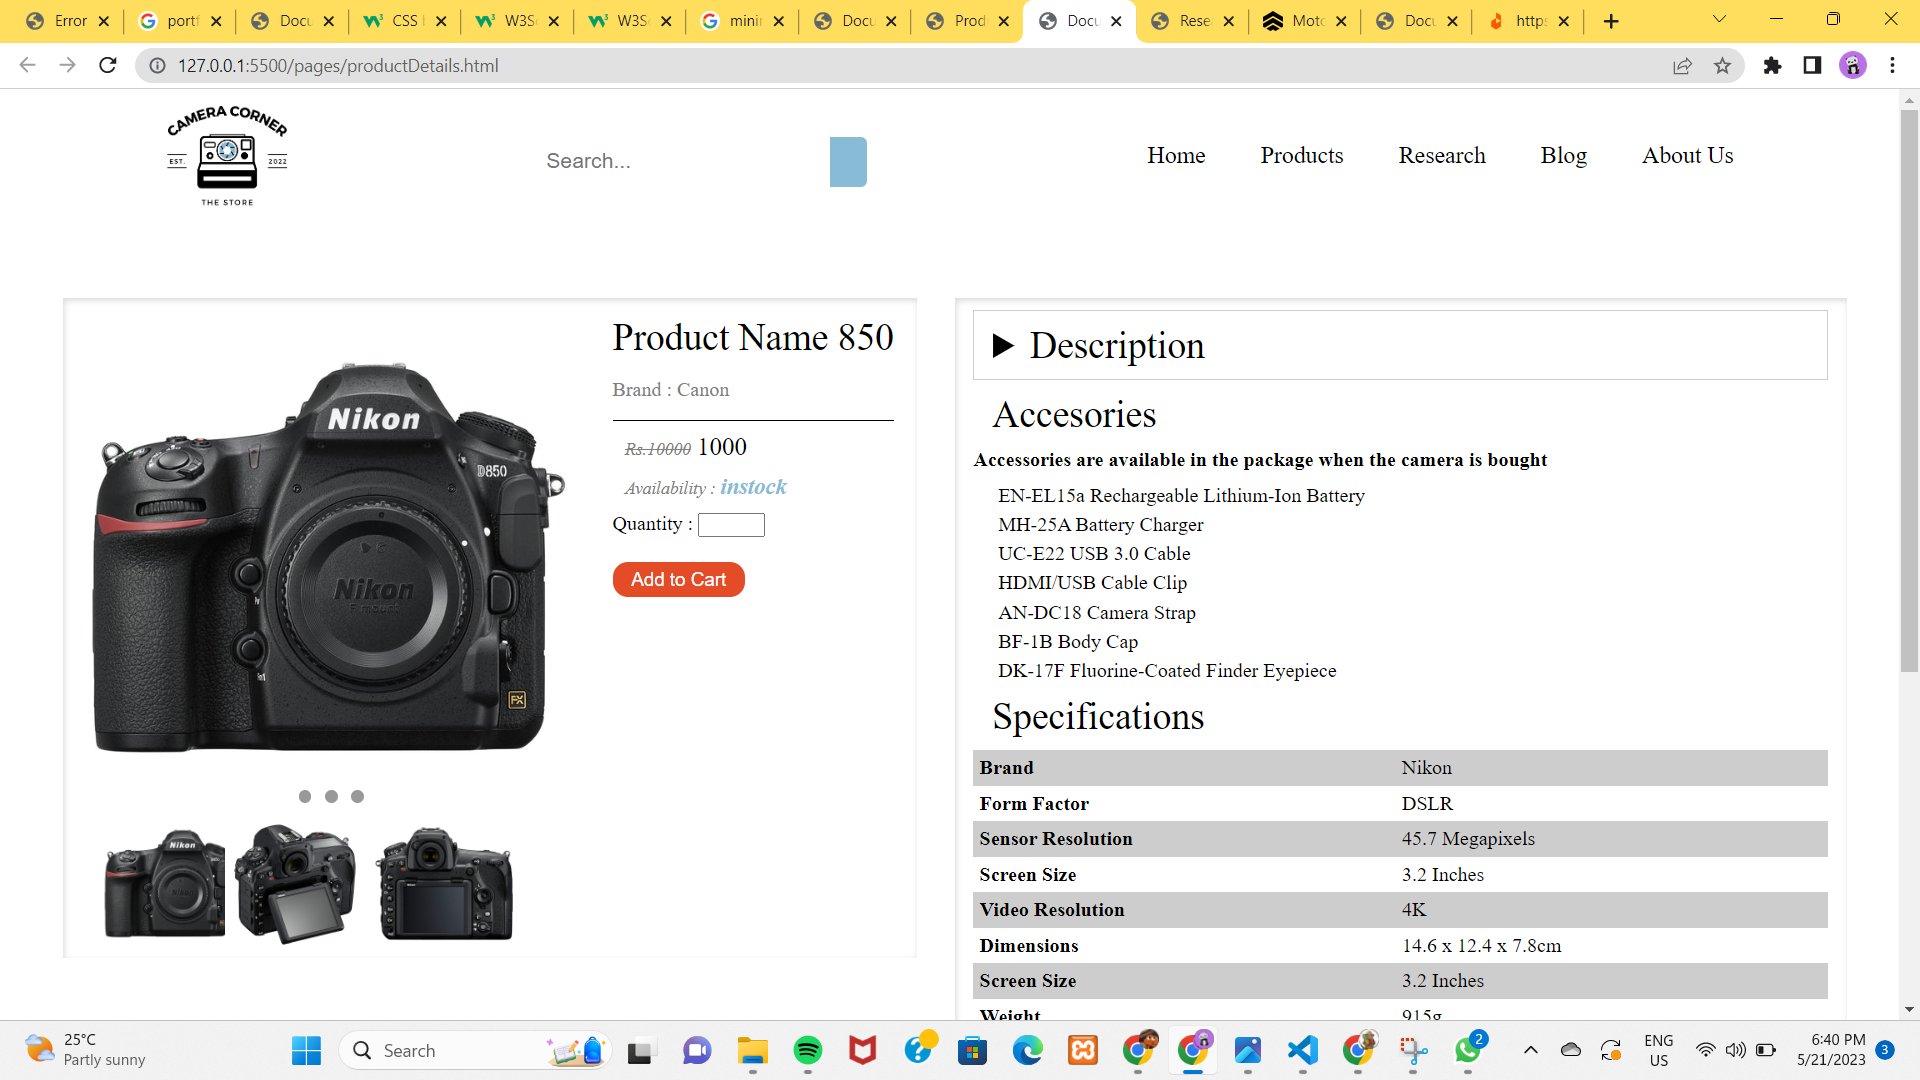 Error
portf
Docu
CSS
W3S
W3S
minir
Docu
Prod
Docu
Rese
Moto
Docu
https
127.0.0.1:5500/pages/productDetails.html
CAMERA CORNER
EST.
2022
THE STORE
Search...
Home
Products
Research
Blog
About Us
Nikon
D850
Nikon
F mount
Fn1
FX
Nikon
Product Name 850
Brand : Canon
Rs.10000 1000
Availability : instock
Quantity :
Add to Cart
Description
Accesories
Accessories are available in the package when the camera is bought
EN-EL15a Rechargeable Lithium-Ion Battery
MH-25A Battery Charger
UC-E22 USB 3.0 Cable
HDMI/USB Cable Clip
AN-DC18 Camera Strap
BF-1B Body Cap
DK-17F Fluorine-Coated Finder Eyepiece
Specifications
Brand Nikon
Form Factor DSLR
Sensor Resolution 45.7 Megapixels
Screen Size 3.2 Inches
Video Resolution 4K
Dimensions 14.6 x 12.4 x 7.8cm
Screen Size 3.2 Inches
Weight 915g
25°C
Partly sunny
Search
2
ENG
US
6:40 PM
5/21/2023
3